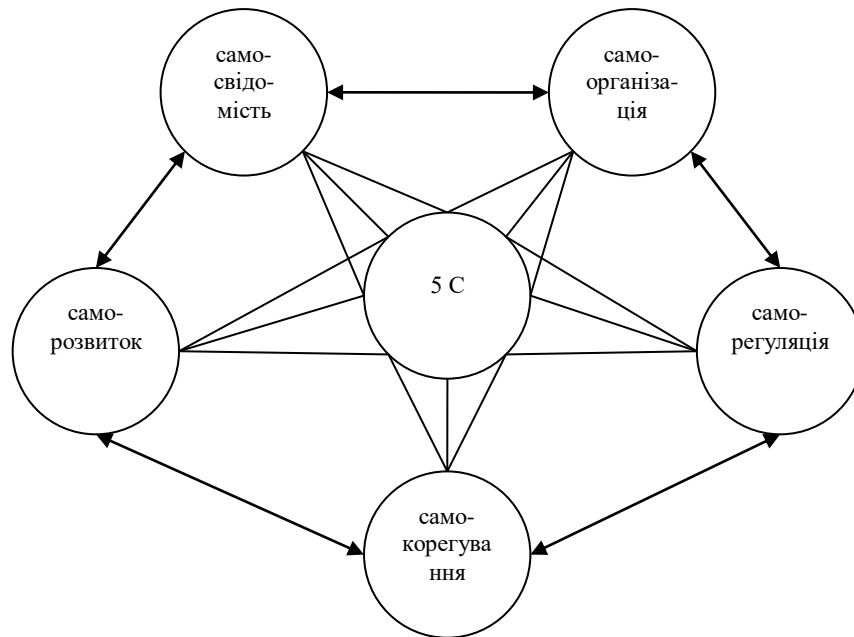 само-
свідо-
мість
само-
організа-
ція
5 С
само-
розвиток
само-
регуляція
само-
корегува
ння